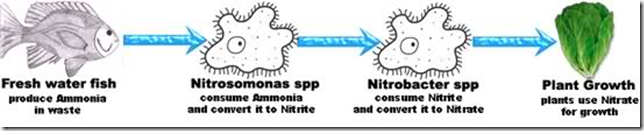 Fresh water fish
produce Ammonia
in waste
Nitrosomonas spp
consume Ammonia
and convert it to Nitrite
Nitrobacter spp
consume Nitrite
and convert it to Nitrate
Plant Growth
plants use Nitrate
for growth